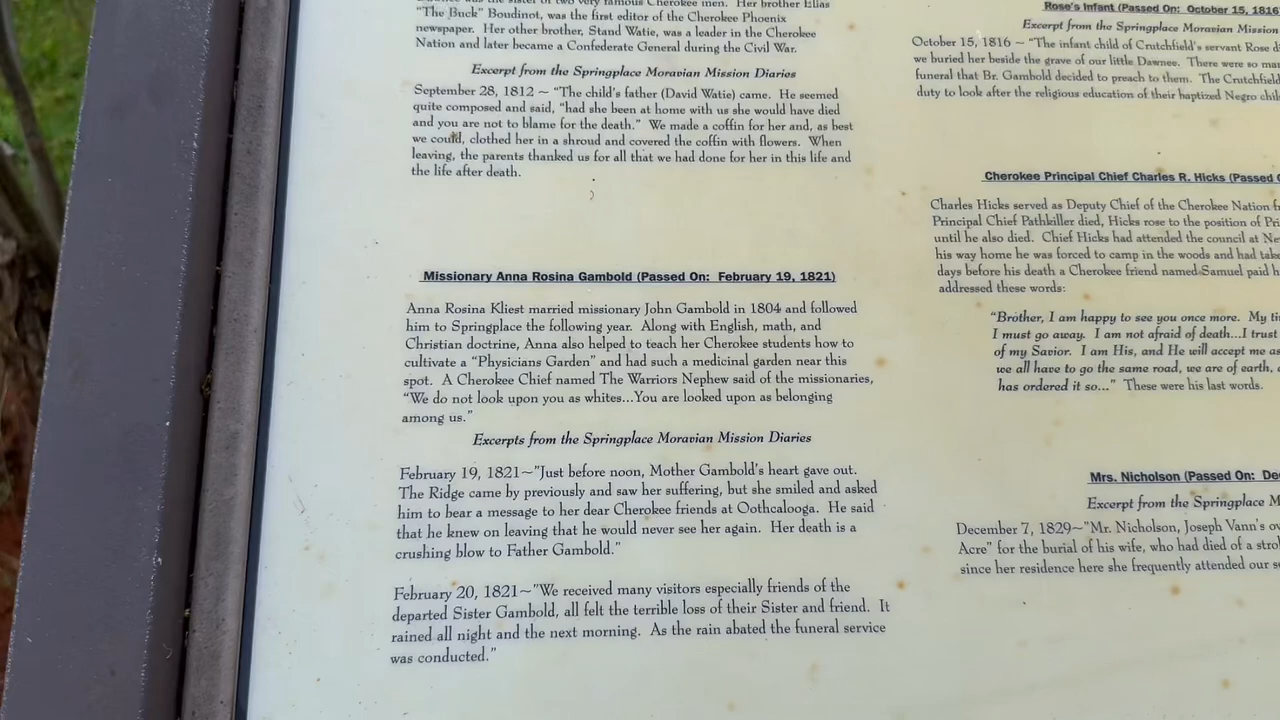 was the sister of two very famous Cherokee men. Her brother Elias
"The Buck" Boudinot, was the first editor of the Cherokee Phoenix
newspaper. Her other brother, Stand Watie, was a leader in the Cherokee
Nation and later became a Confederate General during the Civil War.
Excerpt from the Springplace Moravian Mission Diaries
September 28, 1812 ~ "The child's father (David Watie) came. He seemed
quite composed and said, "had she been at home with us she would have died
and you are not to blame for the death." We made a coffin for her and, as best
we could, clothed her in a shroud and covered the coffin with flowers. When
leaving, the parents thanked us for all that we had done for her in this life and
the life after death.
Missionary Anna Rosina Gambold (Passed On: February 19, 1821)
Anna Rosina Kliest married missionary John Gambold in 1804 and followed
him to Springplace the following year. Along with English, math, and
Christian doctrine, Anna also helped to teach her Cherokee students how to
cultivate a "Physicians Garden" and had such a medicinal garden near this
spot. A Cherokee Chief named The Warriors Nephew said of the missionaries,
"We do not look upon you as whites...You are looked upon as belonging
among us."
Excerpts from the Springplace Moravian Mission Diaries
February 19, 1821~"Just before noon, Mother Gambold's heart gave out.
The Ridge came by previously and saw her suffering, but she smiled and asked
him to bear a message to her dear Cherokee friends at Oothcalooga. He said
that he knew on leaving that he would never see her again. Her death is a
crushing blow to Father Gambold."
February 20, 1821~"We received many visitors especially friends of the
departed Sister Gambold, all felt the terrible loss of their Sister and friend. It
rained all night and the next morning. As the rain abated the funeral service
was conducted."
Rose's Infant (Passed On: October 15, 1816
Excerpt from the Springplace Moravian Mission
October 15, 1816 ~ "The infant child of Crutchfield's servant Rose
we buried her beside the grave of our little Dawnee. There were so
funeral that Br. Gambold decided to preach to them. The
duty to look after the religious education of their baptized Negro
Cherokee Principal Chief Charles R. Hicks (Passed
Charles Hicks served as Deputy Chief of the Cherokee Nation
Principal Chief Pathkiller died, Hicks rose to the position of
until he also died. Chief Hicks had attended the council at
his way home he was forced to camp in the woods and had
days before his death a Cherokee friend named Samuel paid
addressed these words:
"Brother, I am happy to see you once more. My
I must go away. I am not afraid of death...I trust
of my Savior. I am His, and He will accept me
we all have to go the same road, we are of earth,
has ordered it so..." These were his last words.
Mrs. Nicholson (Passed On:
Excerpt from the Springplace
December 7, 1829~"Mr. Nicholson, Joseph Vann's
Acre" for the burial of his wife, who had died of a
since her residence here she frequently attended our